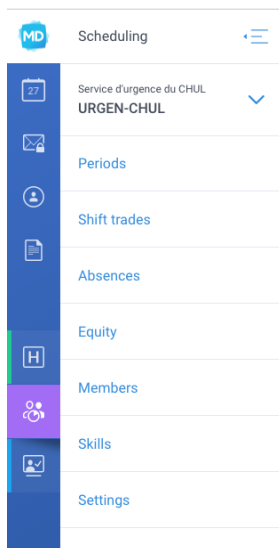 MD
Scheduling
27
Service d'urgence du CHUL
URGEN-CHUL
Periods
Shift trades
Absences
Equity
H
Members
Skills
Settings